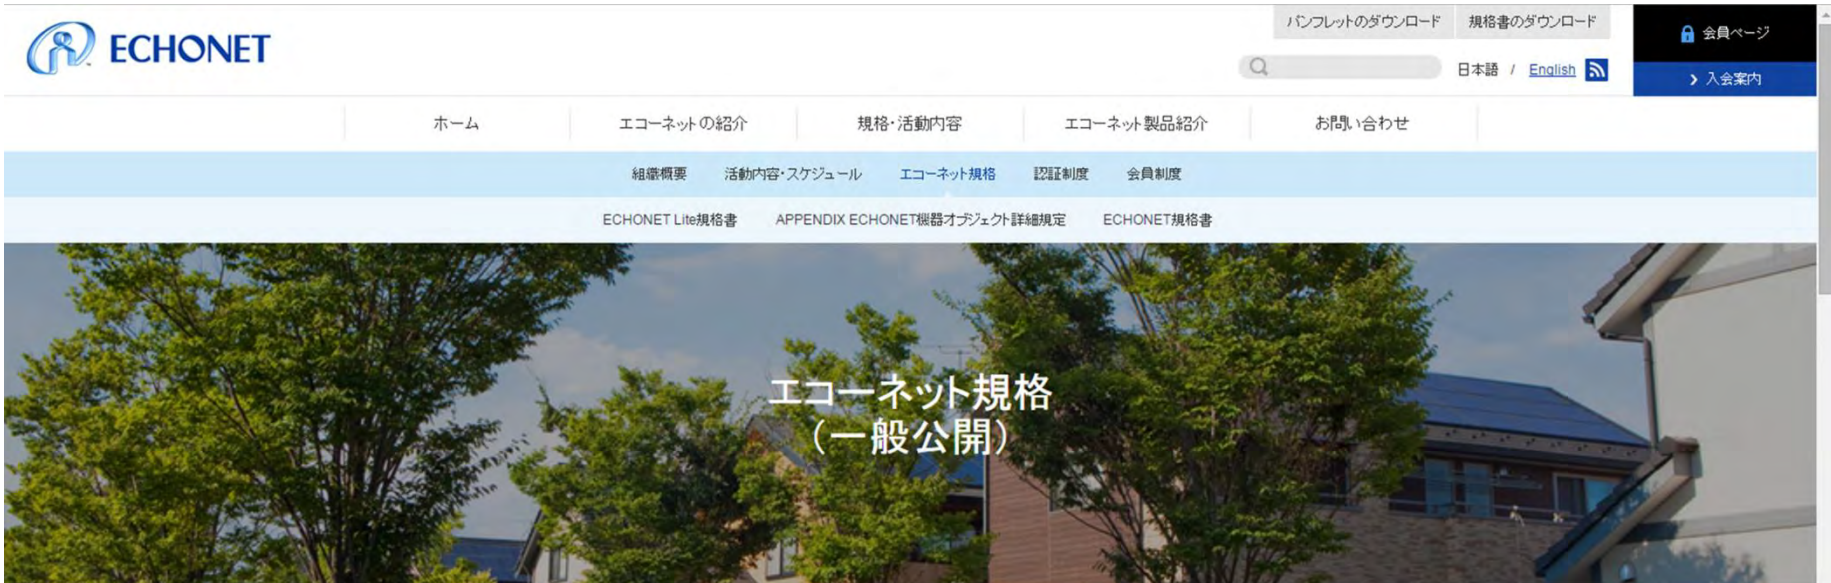 ECHONET
パンフレットのダウンロード 規格書のダウンロード
会員ページ
日本語 / English
入会案内
ホーム エコーネットの紹介 規格・活動内容 エコーネット製品紹介 お問い合わせ
組織概要 活動内容・スケジュール エコーネット規格 認証制度 会員制度
ECHONET Lite規格書 APPENDIX ECHONET機器オブジェクト詳細規定 ECHONET規格書
エコーネット規格
（一般公開）